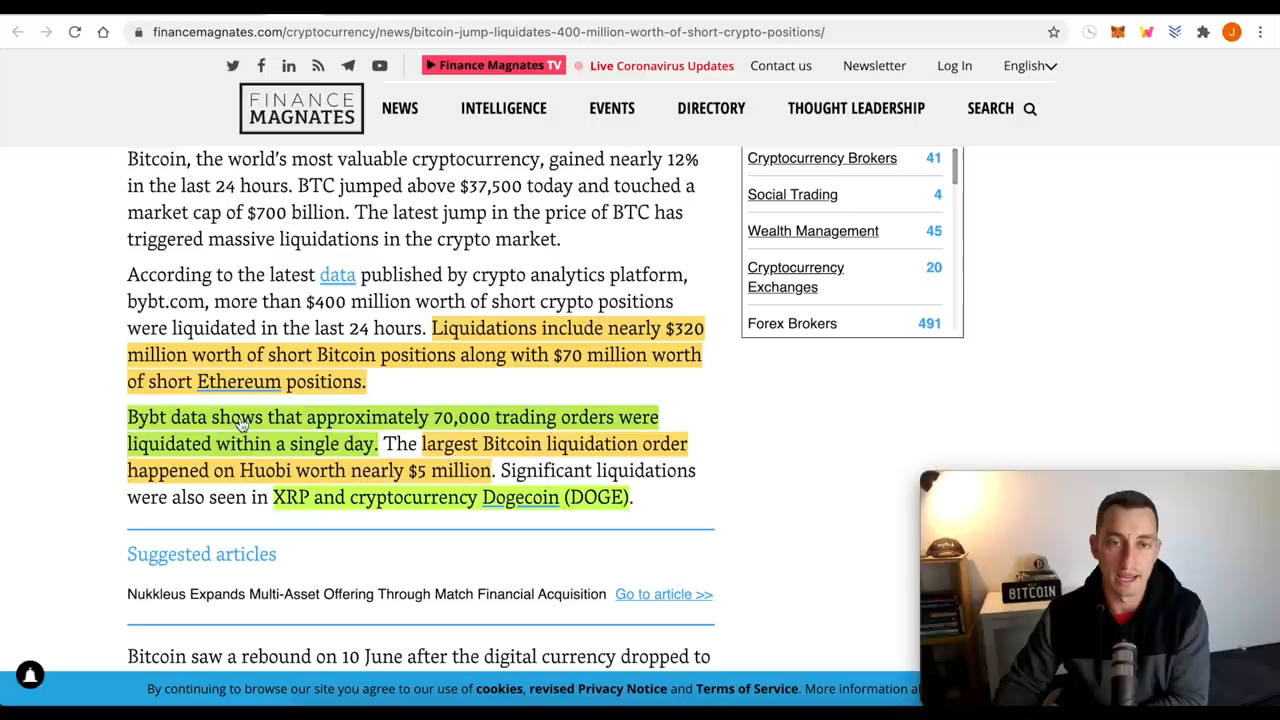 financemagnates.com/cryptocurrency/news/bitcoin-jump-liquidates-400-million-worth-of-short-crypto-positions/
J
Finance Magnates TV
Live Coronavirus Updates
Contact us
Newsletter
Log In
English
FINANCE
MAGNATES
NEWS
INTELLIGENCE
EVENTS
DIRECTORY
THOUGHT LEADERSHIP
SEARCH
Bitcoin, the world's most valuable cryptocurrency, gained nearly 12%
in the last 24 hours. BTC jumped above $37,500 today and touched a
market cap of $700 billion. The latest jump in the price of BTC has
triggered massive liquidations in the crypto market.
According to the latest data published by crypto analytics platform,
bybt.com, more than $400 million worth of short crypto positions
were liquidated in the last 24 hours. Liquidations include nearly $320
million worth of short Bitcoin positions along with $70 million worth
of short Ethereum positions.
Bybt data shows that approximately 70,000 trading orders were
liquidated within a single day. The largest Bitcoin liquidation order
happened on Huobi worth nearly $5 million. Significant liquidations
were also seen in XRP and cryptocurrency Dogecoin (DOGE).
Suggested articles
Nukkleus Expands Multi-Asset Offering Through Match Financial Acquisition Go to article >>
Bitcoin saw a rebound on 10 June after the digital currency dropped to
Cryptocurrency Brokers 41
Social Trading 4
Wealth Management 45
Cryptocurrency 20
Exchanges
Forex Brokers 491
BITCOIN
By continuing to browse our site you agree to our use of cookies, revised Privacy Notice and Terms of Service. More information a